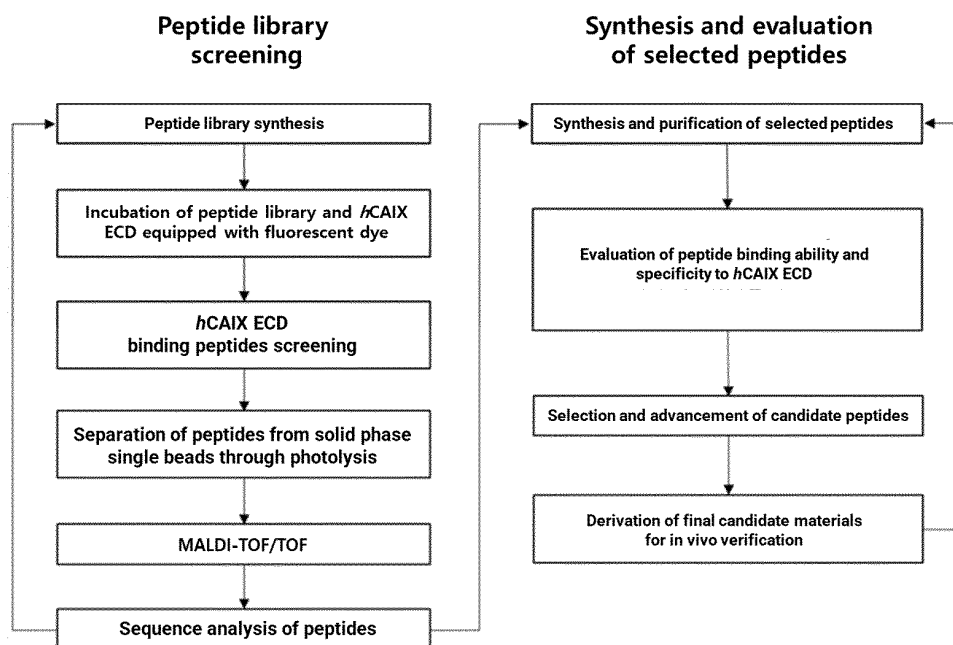 Peptide library
screening
Peptide library synthesis
Incubation of peptide library and hCAIX
ECD equipped with fluorescent dye
hCAIX ECD
binding peptides screening
Separation of peptides from solid phase
single beads through photolysis
MALDI-TOF/TOF
Sequence analysis of peptides
Synthesis and evaluation
of selected peptides
Synthesis and purification of selected peptides
Evaluation of peptide binding ability and
specificity to hCAIX ECD
Selection and advancement of candidate peptides
Derivation of final candidate materials
for in vivo verification